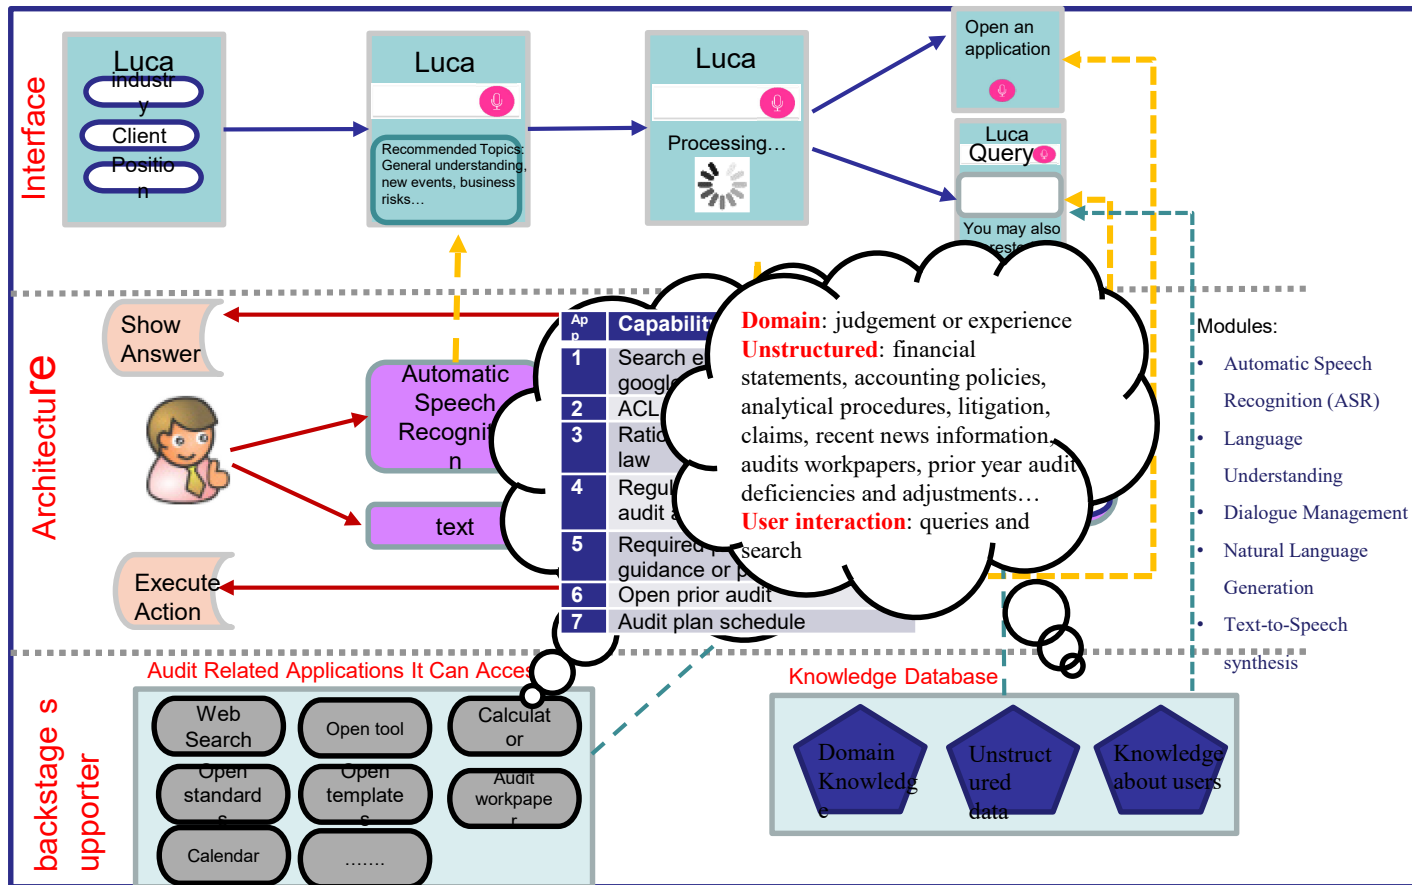 Interface
Luca
industr
y
Client
Positio
n
Luca
Recommended Topics:
General understanding,
new events, business
risks…
Luca
Processing…
Open an
application
Luca
Query
You may also
Architecture
Show
Answer
Automatic
Speech
Recognitio
n
text
Execute
Action
Ap
p
Capability
1
Search e
google
2
ACL
3
Ratio
law
4
Regul
audit a
5
Required p
guidance or p
6
Open prior audit
7
Audit plan schedule
Domain: judgement or experience
Unstructured: financial
statements, accounting policies,
analytical procedures, litigation,
claims, recent news information,
audits workpapers, prior year audit
deficiencies and adjustments…
User interaction: queries and
search
Modules:
• Automatic Speech
Recognition (ASR)
• Language
Understanding
• Dialogue Management
• Natural Language
Generation
• Text-to-Speech
synthesis
backstage s
upporter
Audit Related Applications It Can Access
Web
Search
Open tool
Calculat
or
Open
standard
s
Open
template
s
Audit
workpape
r
Calendar
…….
Knowledge Database
Domain
Knowledg
e
Unstruct
ured
data
Knowledge
about users